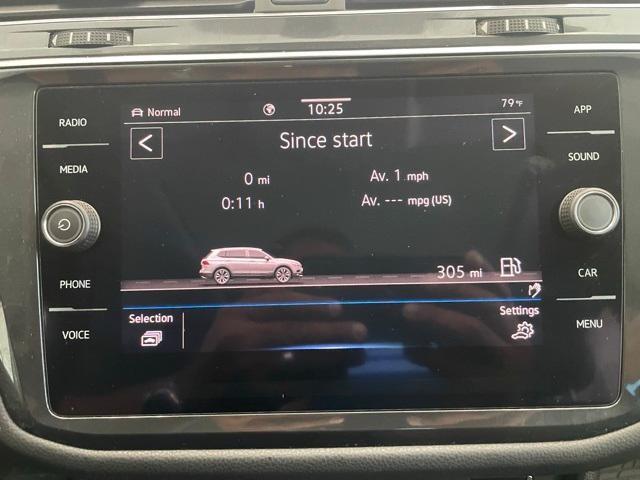 RADIO
MEDIA
PHONE
VOICE
Normal
10:25
79 °F
Since start
0 mi
Av. 1 mph
0:11 h
Av. --- mpg (US)
305 mi
Selection
Settings
APP
SOUND
CAR
MENU